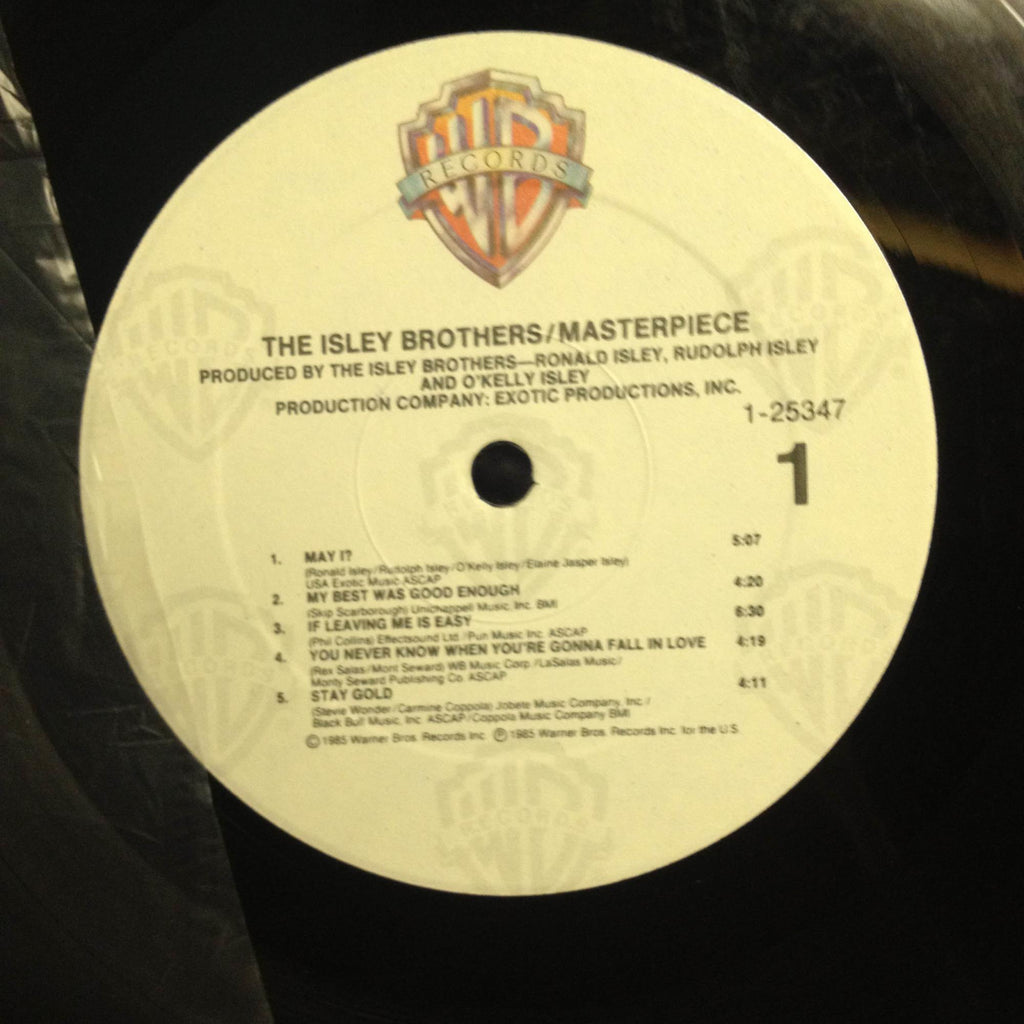 WB
RECORDS
THE ISLEY BROTHERS/MASTERPIECE
PRODUCED BY THE ISLEY BROTHERS—RONALD ISLEY, RUDOLPH ISLEY
AND O'KELLY ISLEY
PRODUCTION COMPANY: EXOTIC PRODUCTIONS, INC.
1-25347
1
1. MAY I? 5:07
(Ronald Isley/Rudolph Isley/O'Kelly Isley/Elaine Jasper Isley)
USA Exotic Music ASCAP
2. MY BEST WAS GOOD ENOUGH 4:20
(Skip Scarborough) Unichappell Music, Inc. BMI
3. IF LEAVING ME IS EASY 6:30
(Phil Collins) Effectsound Ltd./Pun Music Inc. ASCAP
4. YOU NEVER KNOW WHEN YOU'RE GONNA FALL IN LOVE 4:19
(Rex Salas/Mont Seward) WB Music Corp./LaSalas Music/
Monty Seward Publishing Co. ASCAP
5. STAY GOLD 4:11
(Stevie Wonder/Carmine Coppola) Jobete Music Company, Inc./
Black Bull Music, Inc. ASCAP/Coppola Music Company BMI
© 1985 Warner Bros. Records Inc. ℗ 1985 Warner Bros. Records Inc. for the U.S.